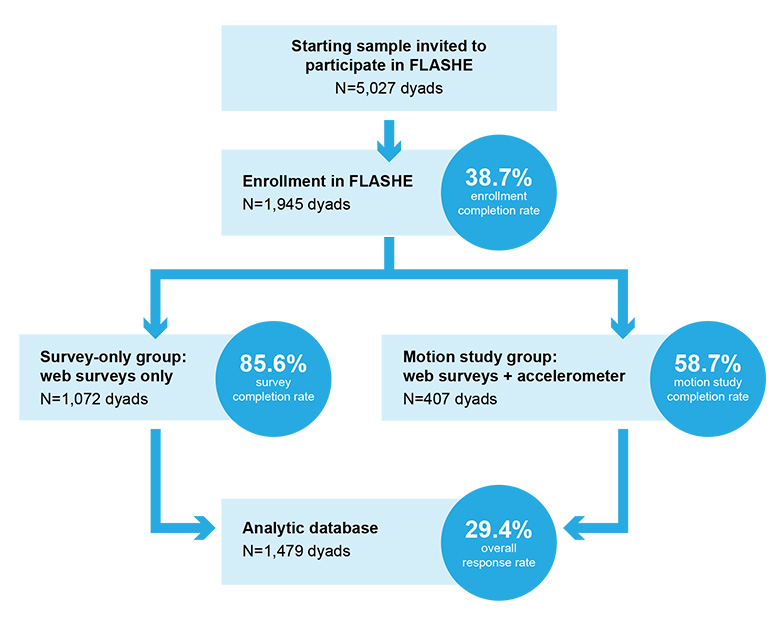 Starting sample invited to
participate in FLASHE
N=5,027 dyads
Enrollment in FLASHE
N=1,945 dyads
38.7%
enrollment
completion rate
Survey-only group:
web surveys only
N=1,072 dyads
85.6%
survey
completion rate
Motion study group:
web surveys + accelerometer
N=407 dyads
58.7%
motion study
completion rate
Analytic database
N=1,479 dyads
29.4%
overall
response rate